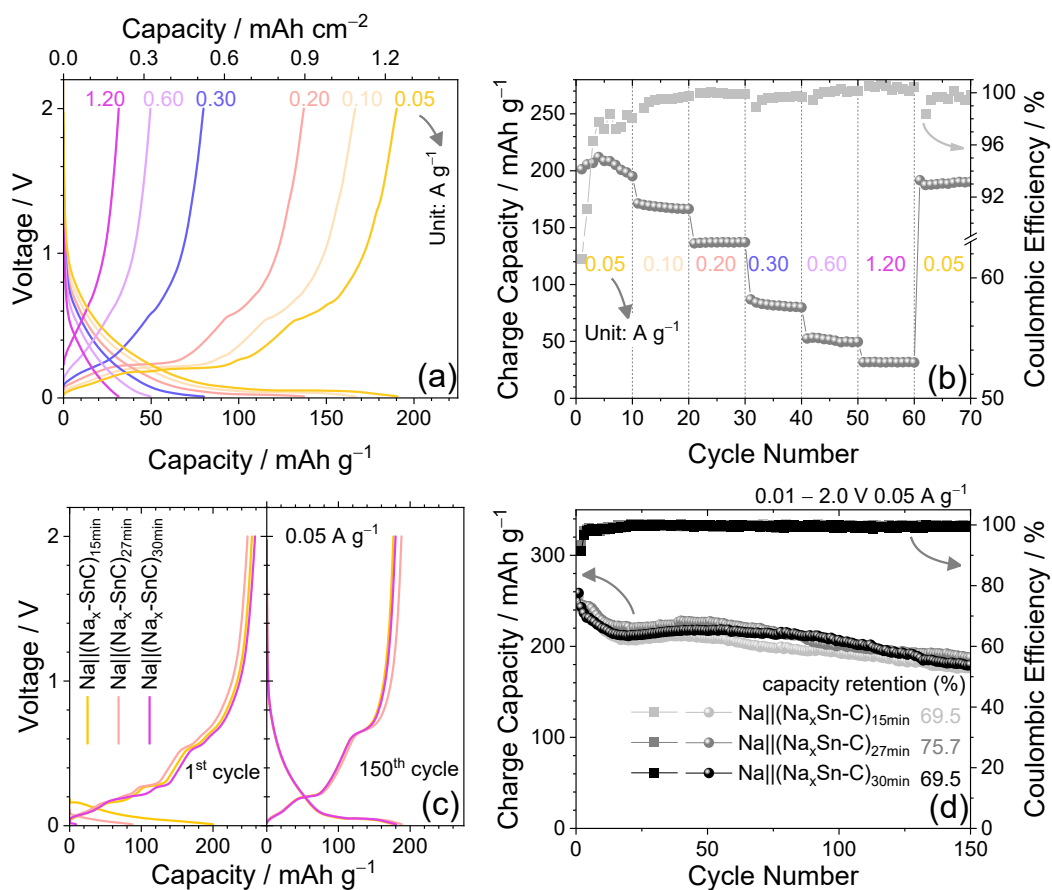 Capacity / mAh cm⁻²
0.0 0.3 0.6 0.9 1.2
1.20 0.60 0.30 0.20 0.10 0.05
Unit: A g⁻¹
2
1
0
Voltage / V
(a)
0 50 100 150 200
Capacity / mAh g⁻¹
250
200
150
100
50
0
Charge Capacity / mAh g⁻¹
100
96
92
60
50
Coulombic Efficiency / %
0.05 0.10 0.20 0.30 0.60 1.20 0.05
Unit: A g⁻¹
(b)
0 10 20 30 40 50 60 70
Cycle Number
2
1
0
Voltage / V
Na||(Naₓ-SnC)15min
Na||(Naₓ-SnC)27min
Na||(Naₓ-SnC)30min
0.05 A g⁻¹
1st cycle
150th cycle
(c)
0 100 200 0 100 200
Capacity / mAh g⁻¹
0.01 – 2.0 V 0.05 A g⁻¹
300
200
100
0
Charge Capacity / mAh g⁻¹
100
80
60
40
20
0
Coulombic Efficiency / %
capacity retention (%)
Na||(NaₓSn-C)15min 69.5
Na||(NaₓSn-C)27min 75.7
Na||(NaₓSn-C)30min 69.5
(d)
0 50 100 150
Cycle Number